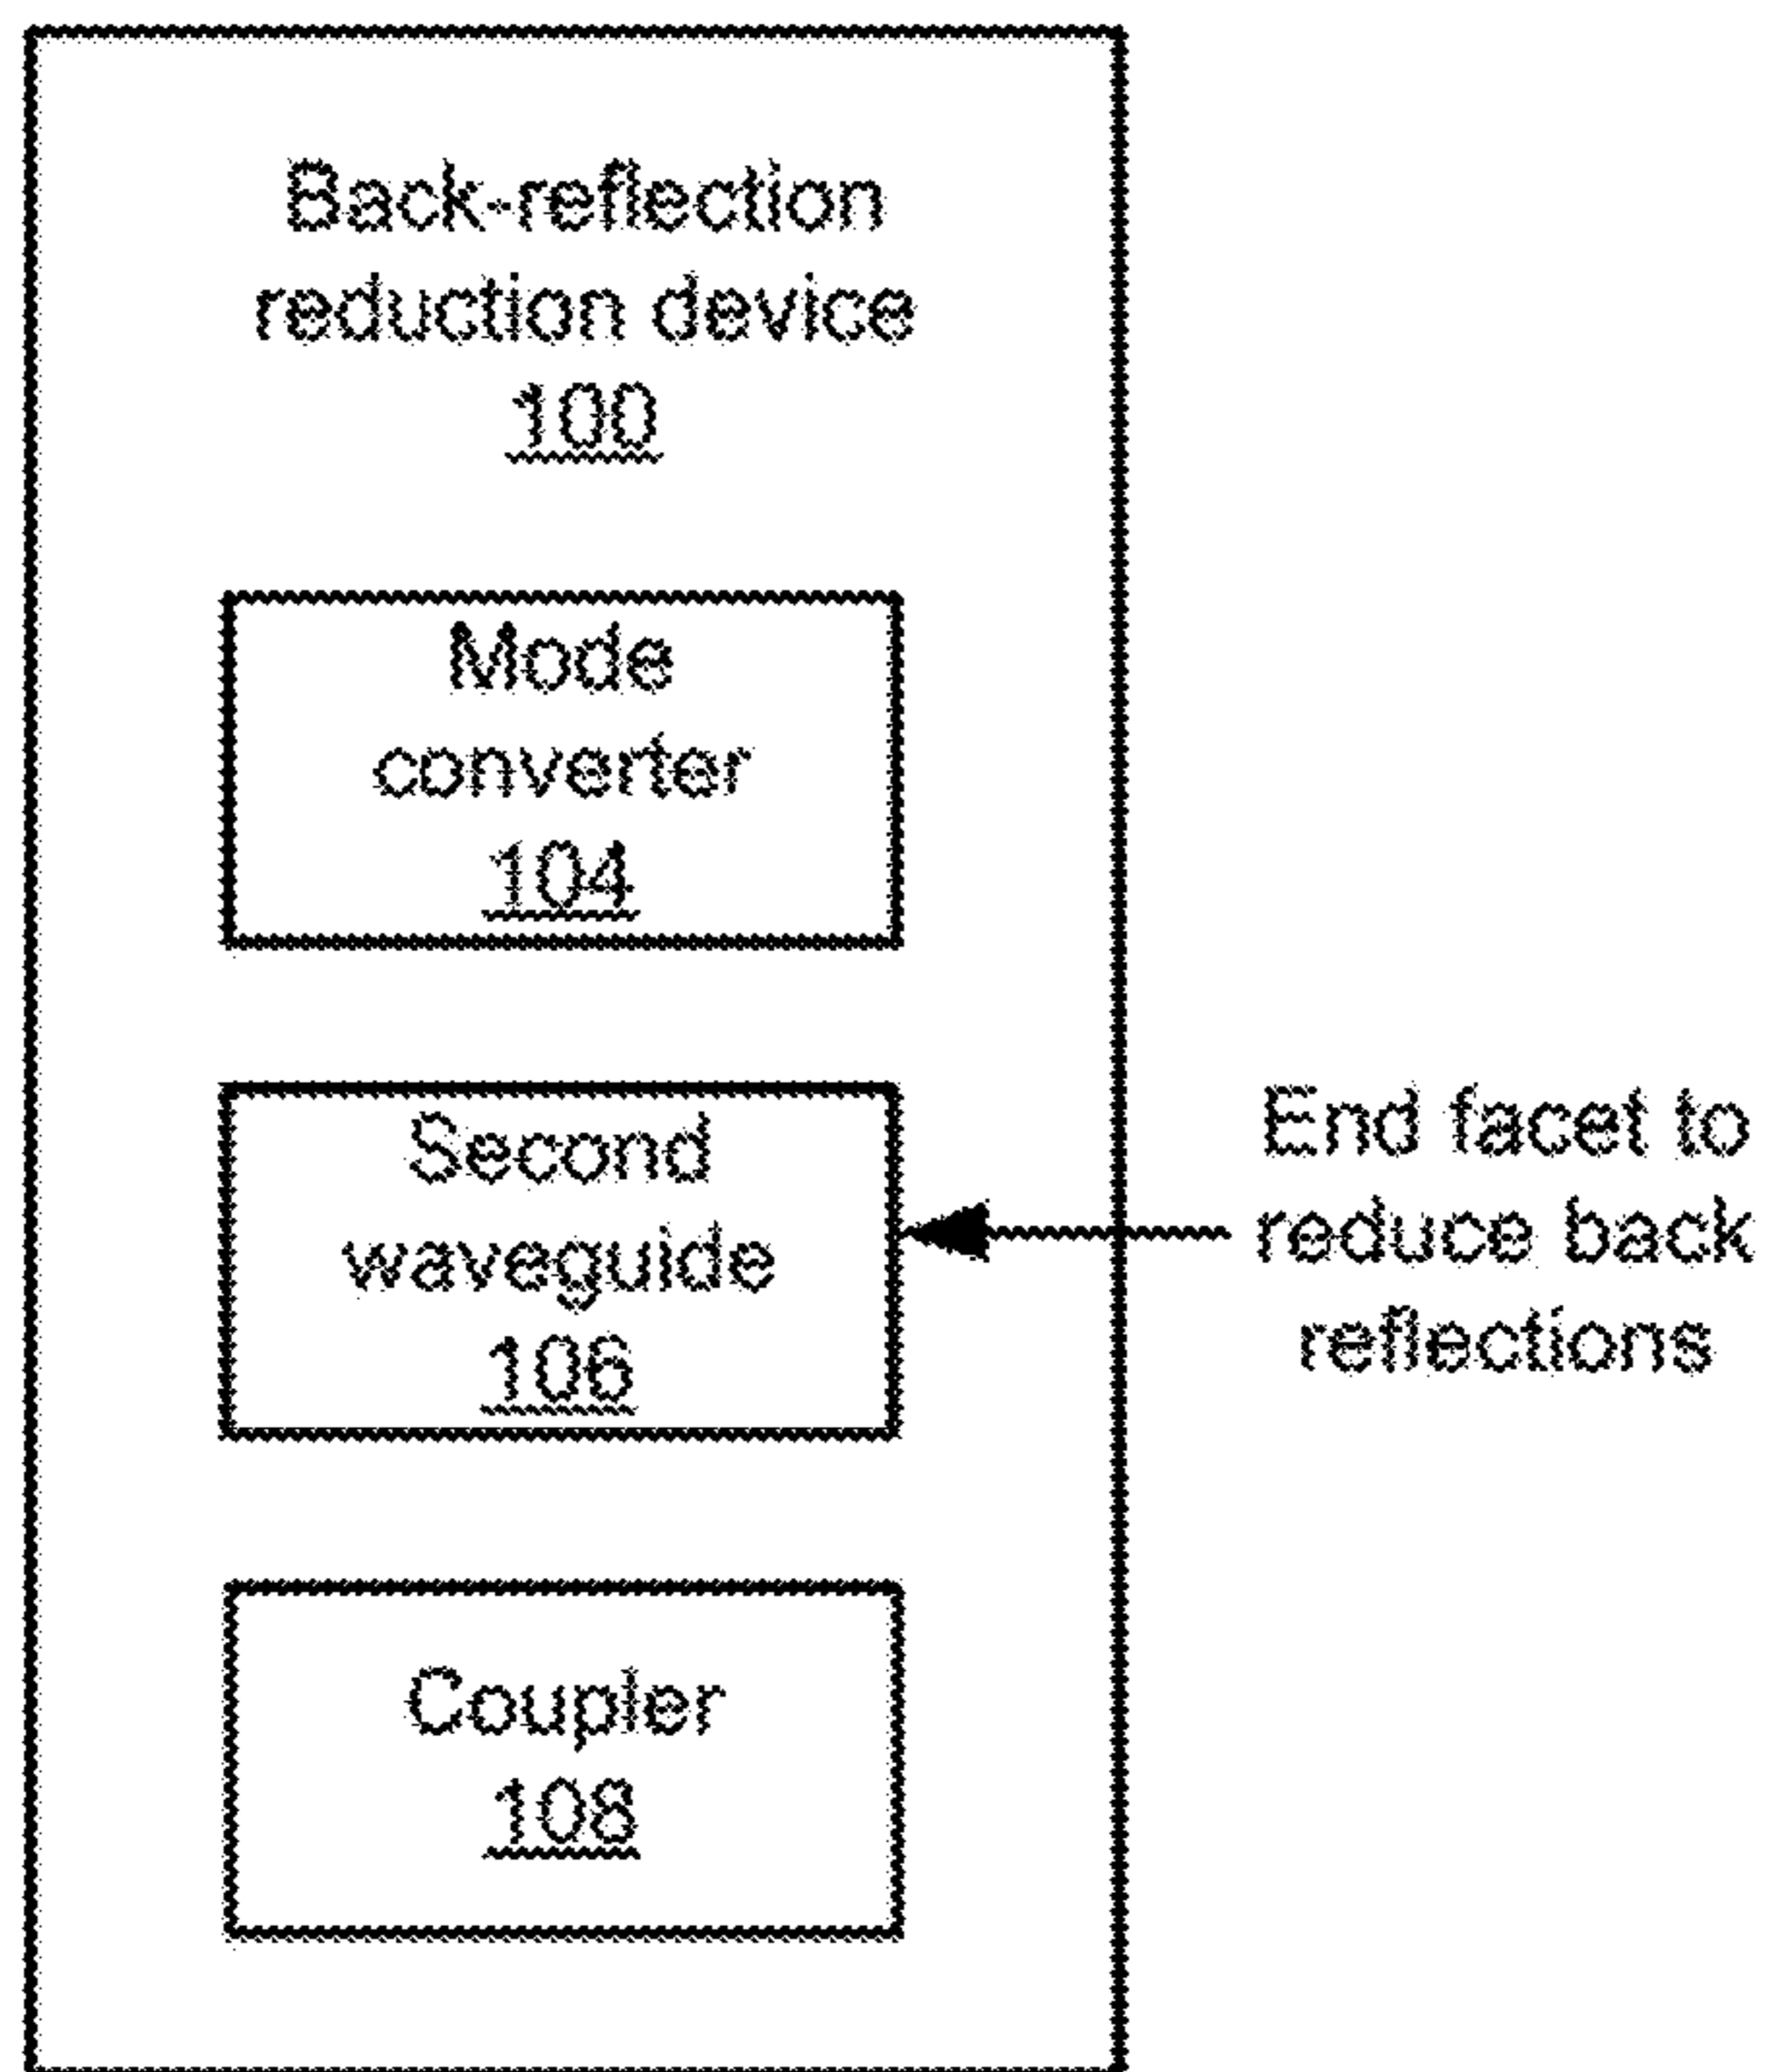 Back-reflection
reduction device
100
Mode
converter
104
Second
waveguide
106
End facet to
reduce back
reflections
Coupler
108